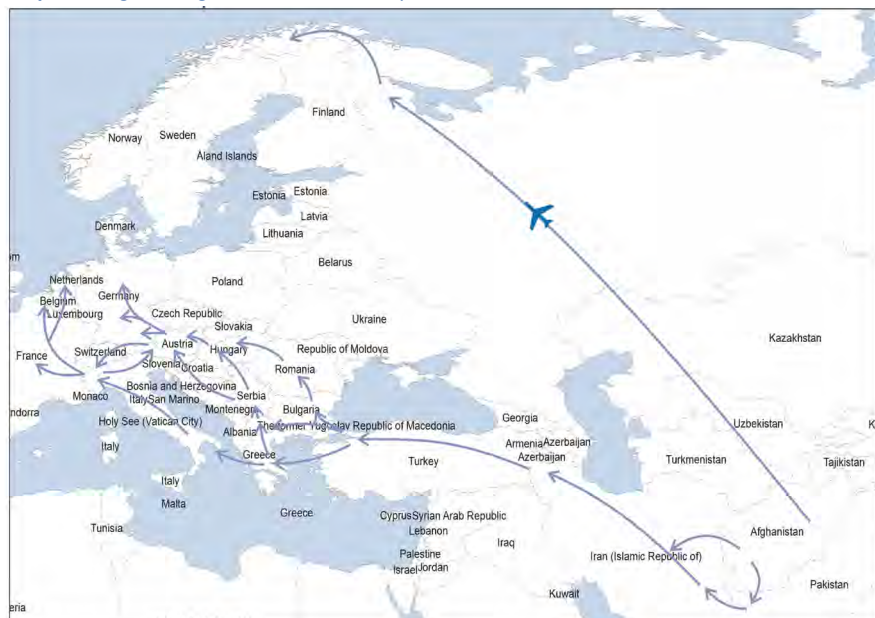 Finland
Norway
Sweden
Åland Islands
Estonia
Estonia
Latvia
Lithuania
Denmark
Belarus
om
Netherlands
Poland
Germany
Belgium
Luxembourg
Czech Republic
Ukraine
Slovakia
Kazakhstan
Austria
France
Switzerland
Hungary
Republic of Moldova
Slovenia
Croatia
Romania
Bosnia and Herzegovina
Monaco
Italy
San Marino
Serbia
Montenegr
Bulgaria
ndorra
Georgia
Uzbekistan
K
Holy See (Vatican City)
Albania
The former Yugoslav Republic of Macedonia
Armenia
Azerbaijan
Azerbaijan
Italy
Greece
Turkey
Turkmenistan
Tajikistan
Italy
Malta
Greece
Cyprus
Syrian Arab Republic
Tunisia
Lebanon
Iraq
Afghanistan
Palestine
Iran (Islamic Republic of)
Israel
Jordan
Pakistan
Kuwait
eria